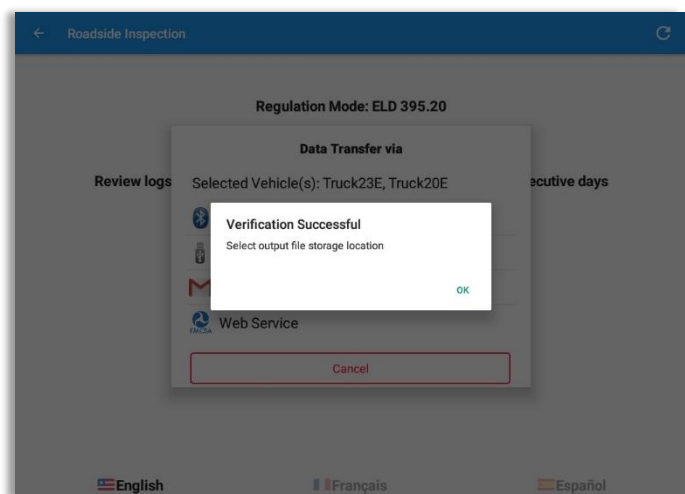 Roadside Inspection
Regulation Mode: ELD 395.20
Data Transfer via
Review logs
ecutive days
Selected Vehicle(s): Truck23E, Truck20E
Verification Successful
Select output file storage location
OK
FMCSA
Web Service
Cancel
English
Français
Español